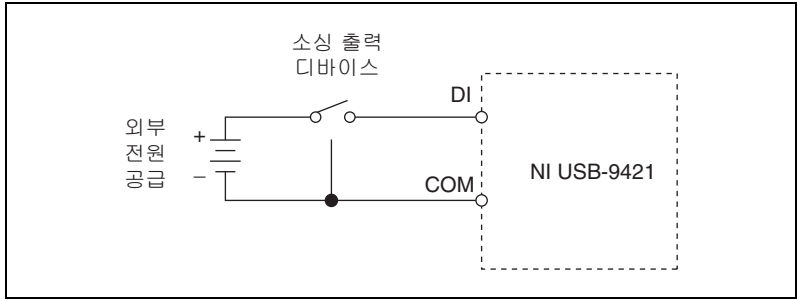 소싱 출력
디바이스
DI
외부
전원
공급
+
–
COM
NI USB-9421